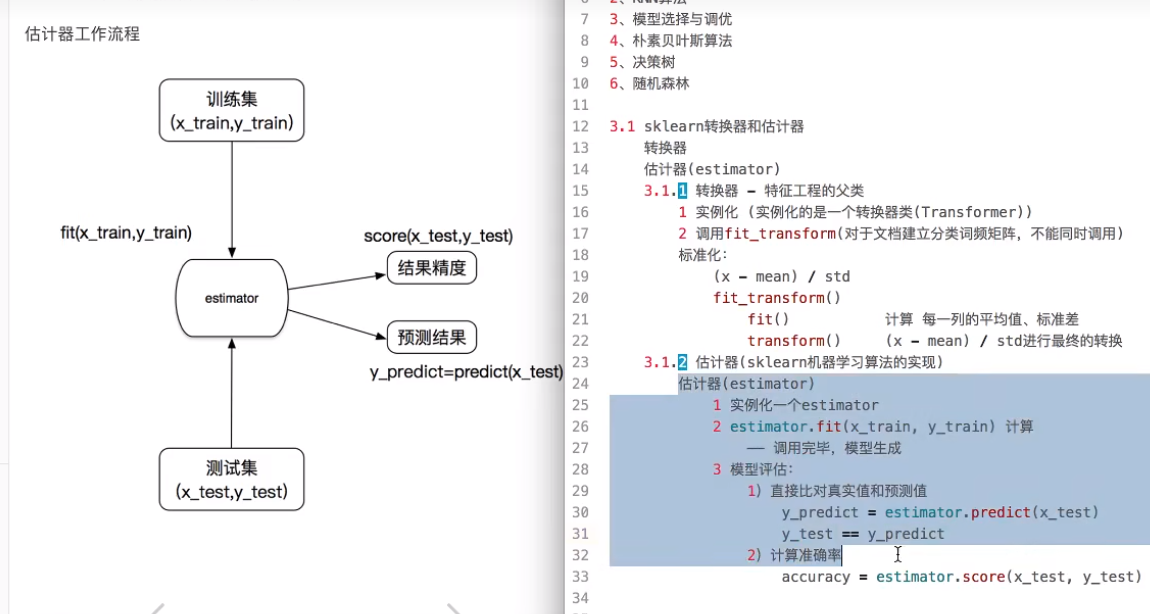 估计器工作流程
训练集
(x_train,y_train)
fit(x_train,y_train)
score(x_test,y_test)
结果精度
estimator
预测结果
y_predict=predict(x_test)
测试集
(x_test,y_test)
6 2、KNN算法
7 3、模型选择与调优
8 4、朴素贝叶斯算法
9 5、决策树
10 6、随机森林
11
12 3.1 sklearn转换器和估计器
13 转换器
14 估计器(estimator)
15 3.1.1 转换器 - 特征工程的父类
16 1 实例化 (实例化的是一个转换器类(Transformer))
17 2 调用fit_transform(对于文档建立分类词频矩阵，不能同时调用)
18 标准化：
19 (x - mean) / std
20 fit_transform()
21 fit() 计算 每一列的平均值、标准差
22 transform() (x - mean) / std进行最终的转换
23 3.1.2 估计器(sklearn机器学习算法的实现)
24 估计器(estimator)
25 1 实例化一个estimator
26 2 estimator.fit(x_train, y_train) 计算
27 —— 调用完毕，模型生成
28 3 模型评估：
29 1）直接比对真实值和预测值
30 y_predict = estimator.predict(x_test)
31 y_test == y_predict
32 2）计算准确率
33 accuracy = estimator.score(x_test, y_test)
34